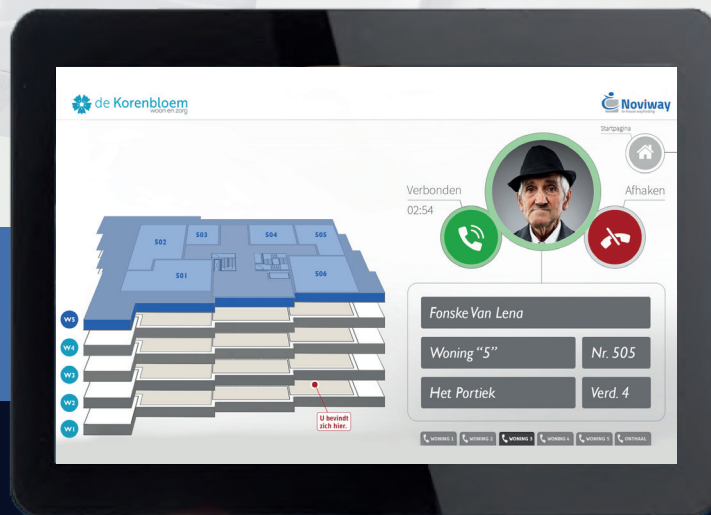 de Korenbloem
woon en zorg
Noviway
Startpagina
Verbonden
02:54
Afhaken
502
503
504
505
501
506
W5
W4
W3
W2
W1
U bevindt
zich hier.
Fonske Van Lena
Woning “5”
Nr. 505
Het Portiek
Verd. 4
WONING 1
WONING 2
WONING 3
WONING 4
WONING 5
ONTHAAL